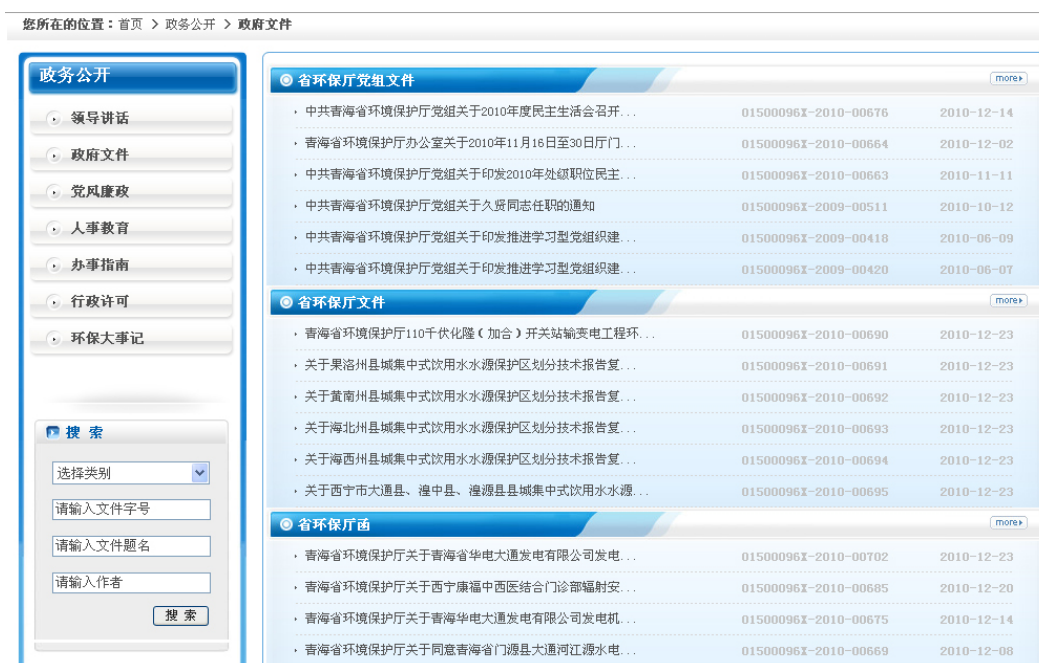 您所在的位置：首页 > 政务公开 > 政府文件
政务公开
领导讲话
政府文件
党风廉政
人事教育
办事指南
行政许可
环保大事记
搜 索
选择类别
请输入文件字号
请输入文件题名
请输入作者
搜 索
省环保厅党组文件 more
中共青海省环境保护厅党组关于2010年度民主生活会召开... 01500096X-2010-00676 2010-12-14
青海省环境保护厅办公室关于2010年11月16日至30日厅门... 01500096X-2010-00664 2010-12-02
中共青海省环境保护厅党组关于印发2010年处级职位民主... 01500096X-2010-00663 2010-11-11
中共青海省环境保护厅党组关于久贤同志任职的通知 01500096X-2009-00511 2010-10-12
中共青海省环境保护厅党组关于印发推进学习型党组织建... 01500096X-2009-00418 2010-06-09
中共青海省环境保护厅党组关于印发推进学习型党组织建... 01500096X-2009-00420 2010-06-07
省环保厅文件 more
青海省环境保护厅110千伏化隆（加合）开关站输变电工程环... 01500096X-2010-00690 2010-12-23
关于果洛州县城集中式饮用水水源保护区划分技术报告复... 01500096X-2010-00691 2010-12-23
关于黄南州县城集中式饮用水水源保护区划分技术报告复... 01500096X-2010-00692 2010-12-23
关于海北州县城集中式饮用水水源保护区划分技术报告复... 01500096X-2010-00693 2010-12-23
关于海西州县城集中式饮用水水源保护区划分技术报告复... 01500096X-2010-00694 2010-12-23
关于西宁市大通县、湟中县、湟源县县城集中式饮用水水源... 01500096X-2010-00695 2010-12-23
省环保厅函 more
青海省环境保护厅关于青海省华电大通发电有限公司发电... 01500096X-2010-00702 2010-12-23
青海省环境保护厅关于西宁康福中西医结合门诊部辐射安... 01500096X-2010-00685 2010-12-20
青海省环境保护厅关于青海华电大通发电有限公司发电机... 01500096X-2010-00675 2010-12-14
青海省环境保护厅关于同意青海省门源县大通河江源水电... 01500096X-2010-00669 2010-12-08